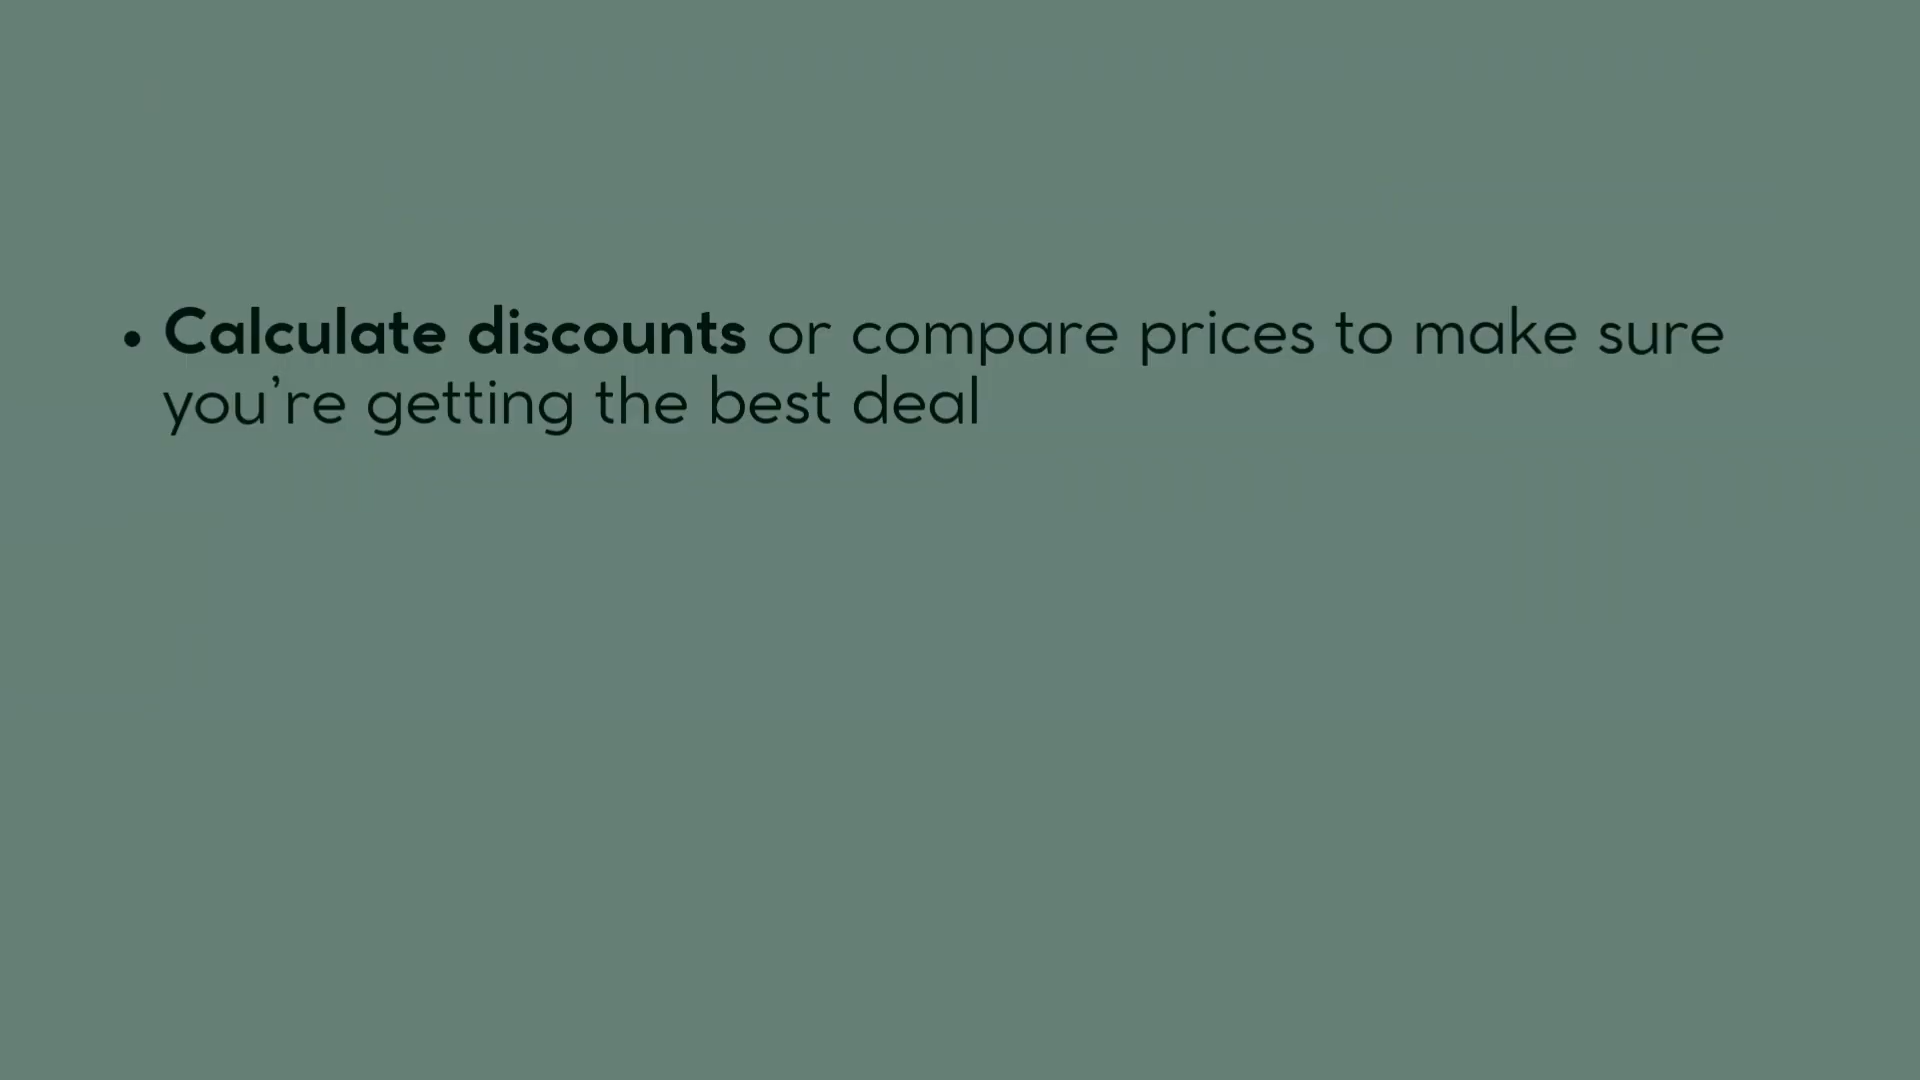 • Calculate discounts or compare prices to make sure
you’re getting the best deal